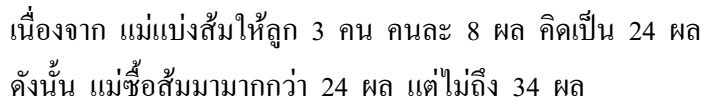 เนื่องจาก แม่แบ่งส้มให้ลูก 3 คน คนละ 8 ผล คิดเป็น 24 ผล
ดังนั้น แม่ซื้อส้มมามากกว่า 24 ผล แต่ไม่ถึง 34 ผล